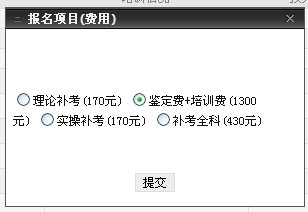 报名项目(费用)
理论补考(170元) 鉴定费+培训费(1300
元) 实操补考(170元) 补考全科(430元)
提交